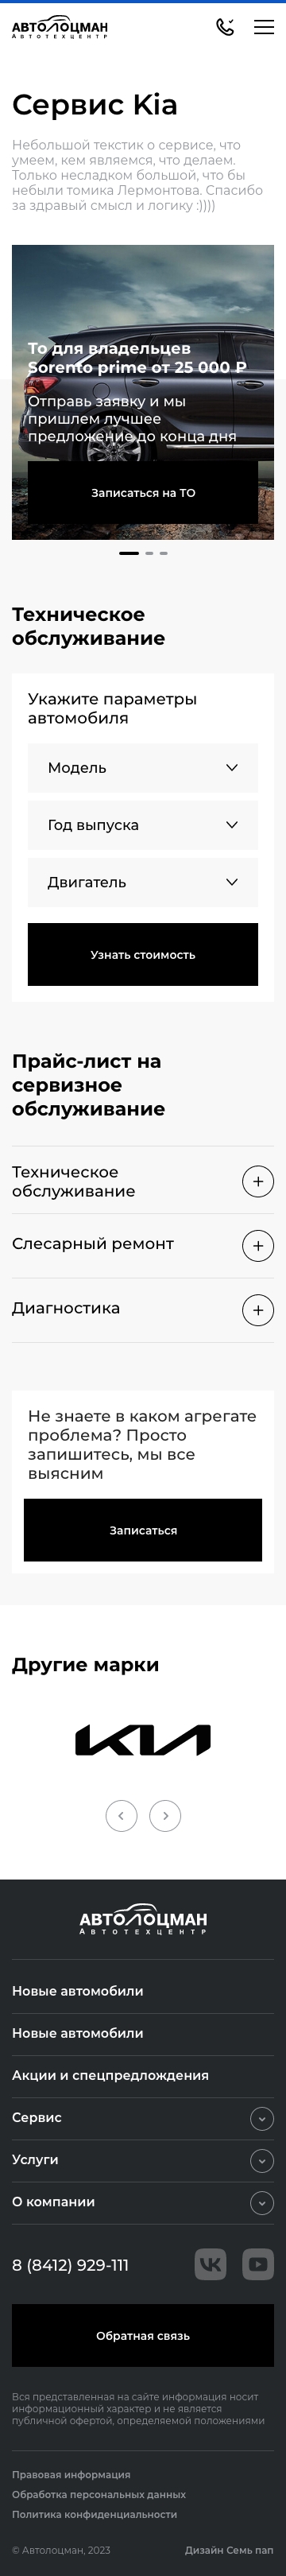 АВТОЛОЦМАН
АВТОТЕХЦЕНТР
Сервис Kia
Небольшой текстик о сервисе, что
умеем, кем являемся, что делаем.
Только несладком большой, что бы
небыли томика Лермонтова. Спасибо
за здравый смысл и логику :))))
То для владельцев
Sorento prime от 25 000 ₽
Отправь заявку и мы
пришлем лучшее
предложение до конца дня
Записаться на ТО
Техническое
обслуживание
Укажите параметры
автомобиля
Модель
Год выпуска
Двигатель
Узнать стоимость
Прайс-лист на
сервизное
обслуживание
Техническое
обслуживание
Слесарный ремонт
Диагностика
Не знаете в каком агрегате
проблема? Просто
запишитесь, мы все
выясним
Записаться
Другие марки
KIA
АВТОЛОЦМАН
АВТОТЕХЦЕНТР
Новые автомобили
Новые автомобили
Акции и спецпредлождения
Сервис
Услуги
О компании
8 (8412) 929-111
Обратная связь
Вся представленная на сайте информация носит
информационный характер и не является
публичной офертой, определяемой положениями
Правовая информация
Обработка персональных данных
Политика конфиденциальности
© Автолоцман, 2023
Дизайн Семь пап